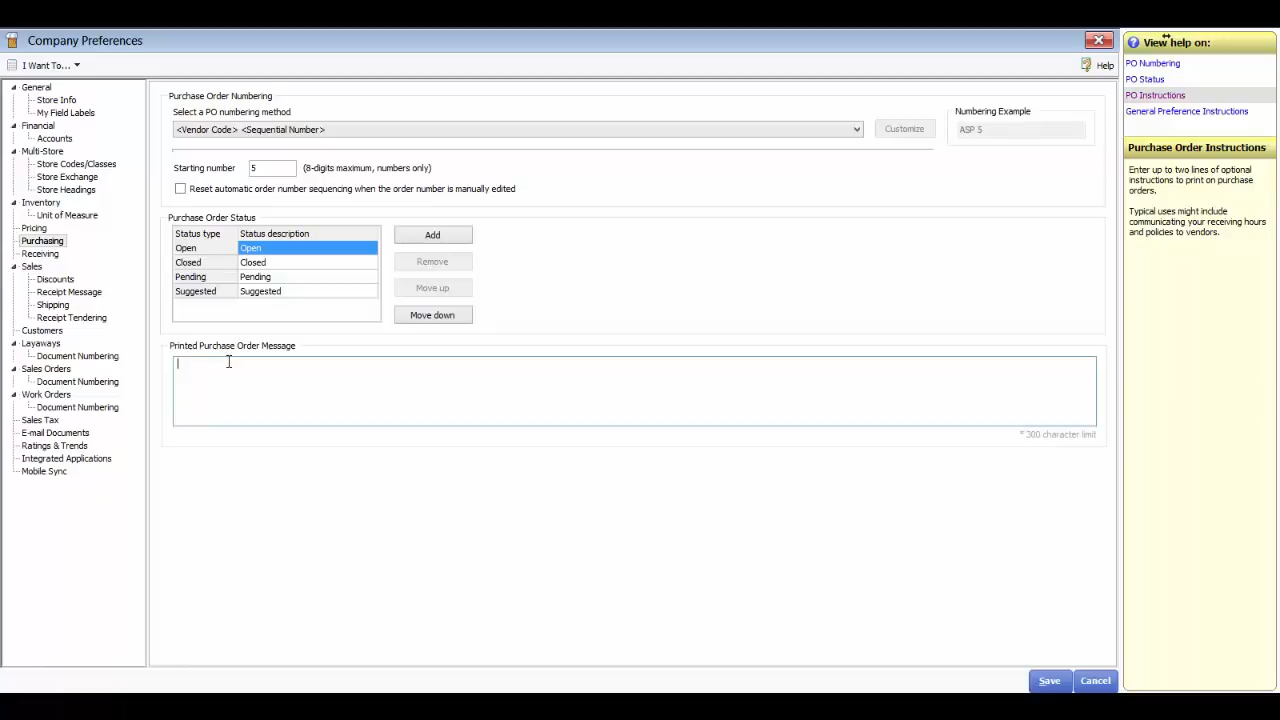 Company Preferences
I Want To...
Help
General
Store Info
My Field Labels
Financial
Accounts
Multi-Store
Store Codes/Classes
Store Exchange
Store Headings
Inventory
Unit of Measure
Pricing
Purchasing
Receiving
Sales
Discounts
Receipt Message
Shipping
Receipt Tendering
Customers
Layaways
Document Numbering
Sales Orders
Document Numbering
Work Orders
Document Numbering
Sales Tax
E-mail Documents
Ratings & Trends
Integrated Applications
Mobile Sync
Purchase Order Numbering
Select a PO numbering method
<Vendor Code> <Sequential Number>
Customize
Numbering Example
ASP 5
Starting number 5 (8-digits maximum, numbers only)
Reset automatic order number sequencing when the order number is manually edited
Purchase Order Status
Status type Status description
Open Open
Closed Closed
Pending Pending
Suggested Suggested
Add
Remove
Move up
Move down
Printed Purchase Order Message
* 300 character limit
Save Cancel
View help on:
PO Numbering
PO Status
PO Instructions
General Preference Instructions
Purchase Order Instructions
Enter up to two lines of optional
instructions to print on purchase
orders.
Typical uses might include
communicating your receiving hours
and policies to vendors.